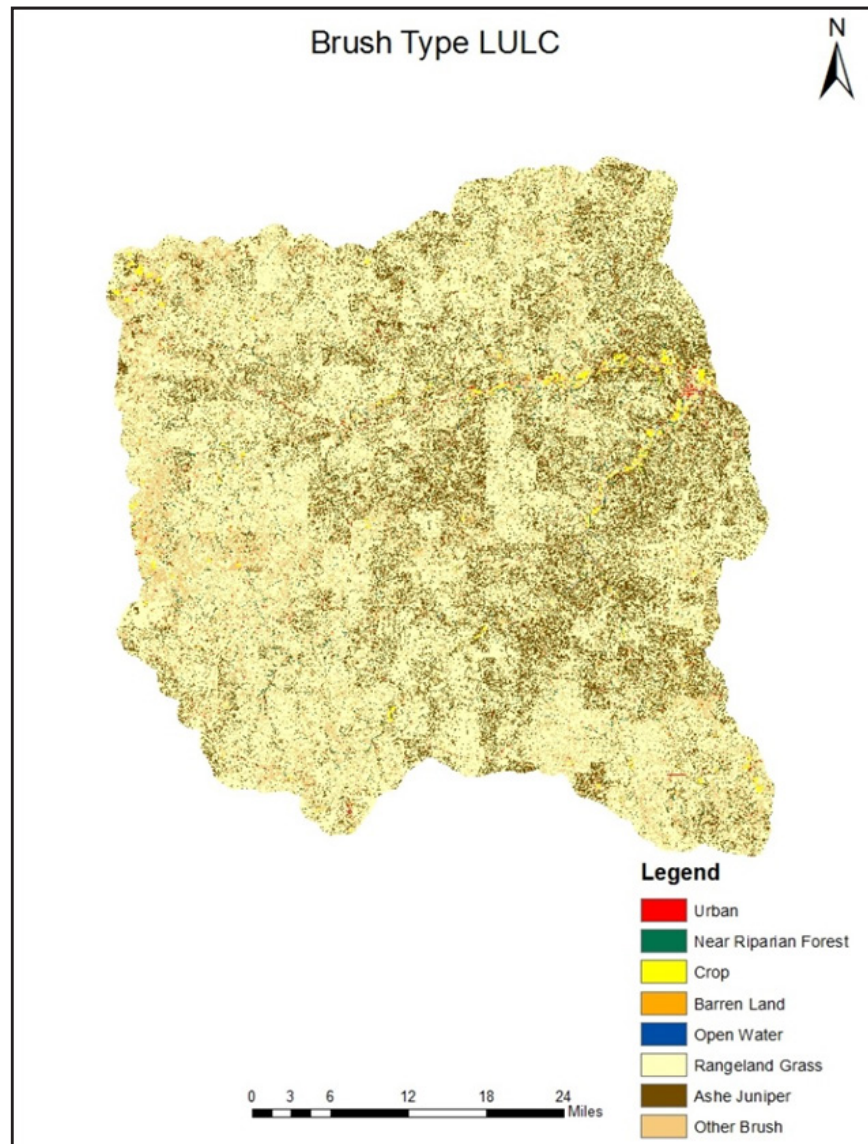 Brush Type LULC
N
Legend
Urban
Near Riparian Forest
Crop
Barren Land
Open Water
Rangeland Grass
Ashe Juniper
Other Brush
0 3 6 12 18 24
Miles